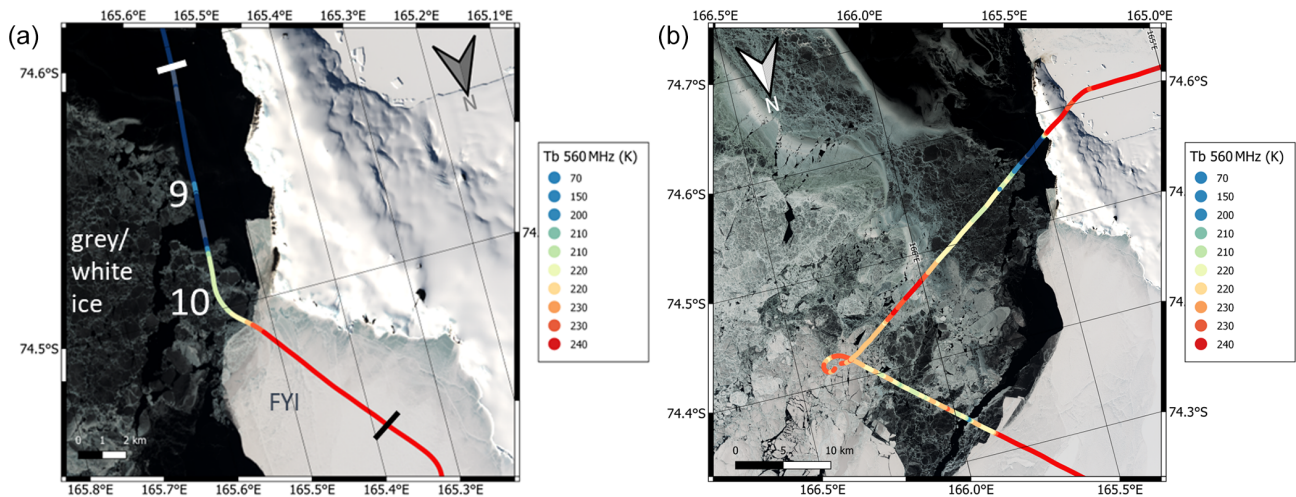 (a)
165.6°E 165.5°E 165.4°E 165.3°E 165.2°E 165.1°E
74.6°S
N
9
grey/
white
ice
10
74.
FYI
74.5°S
0 1 2 km
165.8°E 165.7°E 165.6°E 165.5°E 165.4°E 165.3°E
Tb 560 MHz (K)
70
150
200
210
210
220
220
230
230
240
(b)
166.5°E 166.0°E 165.5°E 165.0°E
165°E
74.7°S
74.6°S
N
74.6°S
74.
166°E
74.5°S
74.
74.4°S
74.3°S
0 5 10 km
166.5°E 166.0°E 165.5°E
Tb 560 MHz (K)
70
150
200
210
210
220
220
230
230
240